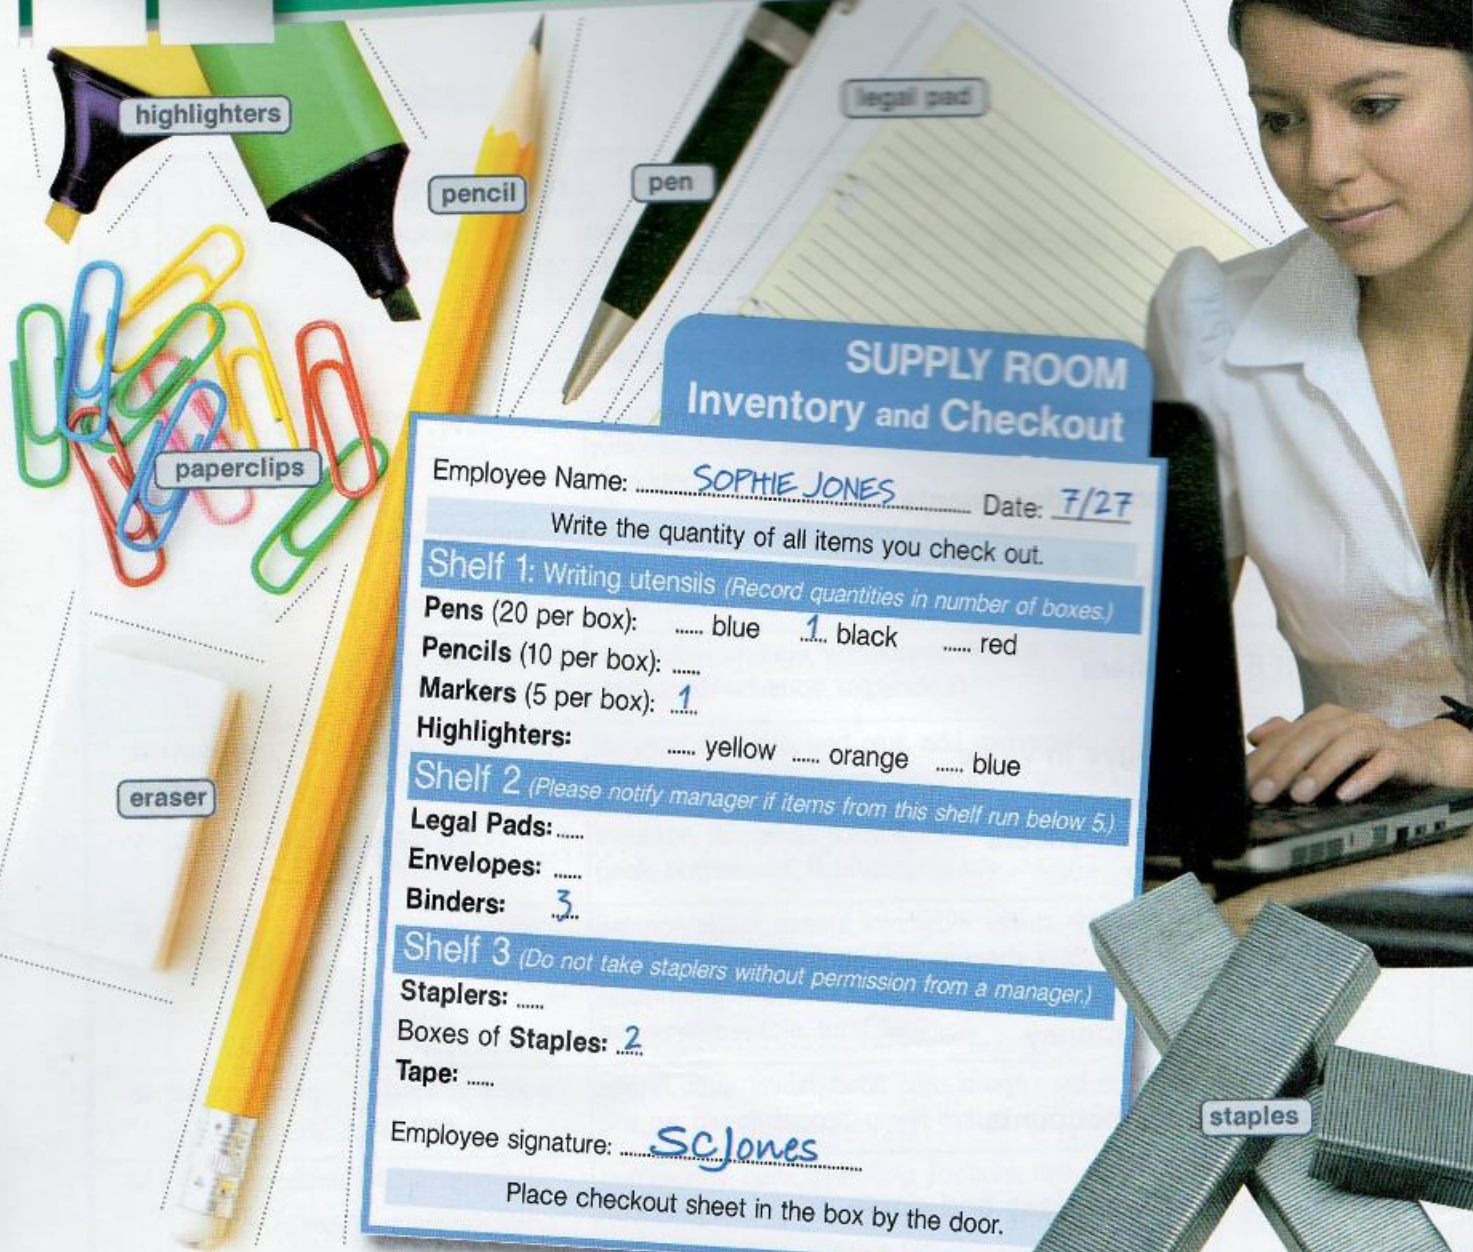 highlighters
pencil
pen
legal pad
paperclips
eraser
staples
SUPPLY ROOM
Inventory and Checkout
Employee Name: SOPHIE JONES Date: 7/27
Write the quantity of all items you check out.
Shelf 1: Writing utensils (Record quantities in number of boxes.)
Pens (20 per box): ...... blue 1 black ...... red
Pencils (10 per box): ......
Markers (5 per box): 1
Highlighters: ...... yellow ...... orange ...... blue
Shelf 2 (Please notify manager if items from this shelf run below 5.)
Legal Pads: ......
Envelopes: ......
Binders: 3
Shelf 3 (Do not take staplers without permission from a manager.)
Staplers: ......
Boxes of Staples: 2
Tape: ......
Employee signature: SCJones
Place checkout sheet in the box by the door.